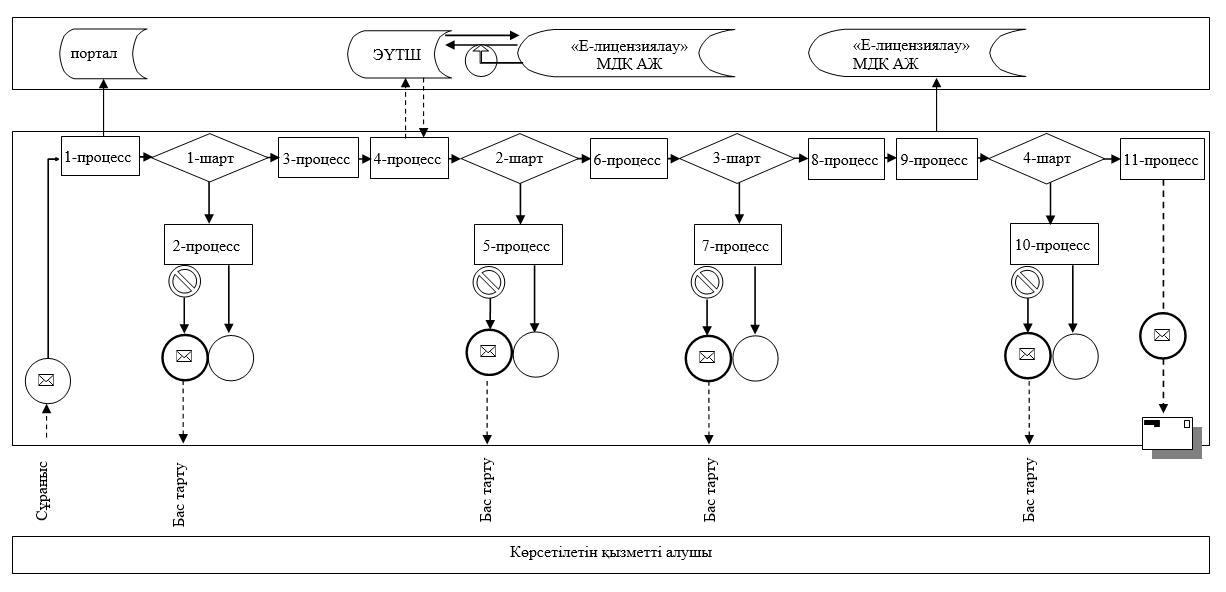 портал
ЭҮТШ
«Е-лицензиялау»
МДҚ АЖ
«Е-лицензиялау»
МДҚ АЖ
1-процесс
1-шарт
3-процесс
4-процесс
2-шарт
6-процесс
3-шарт
8-процесс
9-процесс
4-шарт
11-процесс
2-процесс
5-процесс
7-процесс
10-процесс
Сұраныс
Бас тарту
Бас тарту
Бас тарту
Бас тарту
Көрсетілетін қызметті алушы